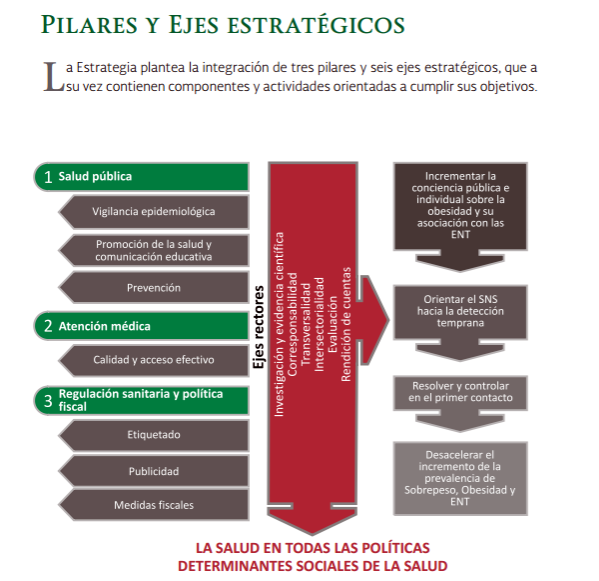 PILARES Y EJES ESTRATÉGICOS
La Estrategia plantea la integración de tres pilares y seis ejes estratégicos, que a
su vez contienen componentes y actividades orientadas a cumplir sus objetivos.
1 Salud pública
Vigilancia epidemiológica
Promoción de la salud y
comunicación educativa
Prevención
2 Atención médica
Calidad y acceso efectivo
3 Regulación sanitaria y política
fiscal
Etiquetado
Publicidad
Medidas fiscales
Ejes rectores
Investigación y evidencia científica
Corresponsabilidad
Transversalidad
Intersectorialidad
Evaluación
Rendición de cuentas
Incrementar la
conciencia pública e
individual sobre la
obesidad y su
asociación con las
ENT
Orientar el SNS
hacia la detección
temprana
Resolver y controlar
en el primer contacto
Desacelerar el
incremento de la
prevalencia de
Sobrepeso, Obesidad y
ENT
LA SALUD EN TODAS LAS POLÍTICAS
DETERMINANTES SOCIALES DE LA SALUD